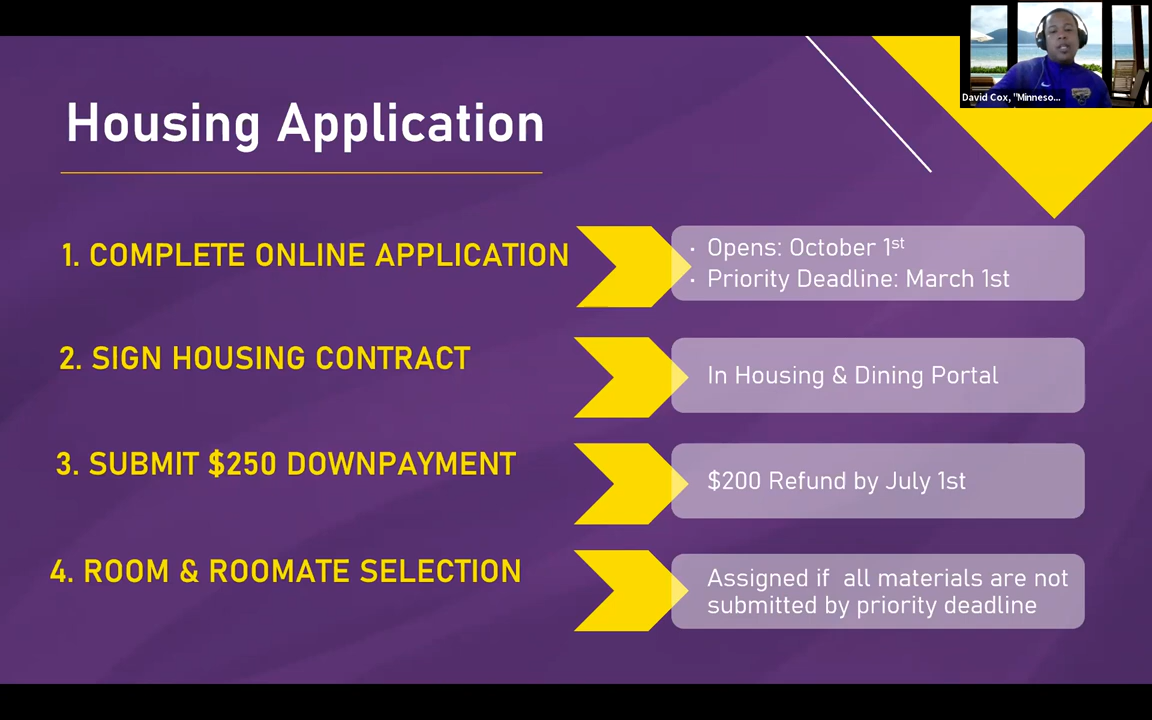 David Cox, "Minneso...
Housing Application
1. COMPLETE ONLINE APPLICATION
· Opens: October 1st
· Priority Deadline: March 1st
2. SIGN HOUSING CONTRACT
In Housing & Dining Portal
3. SUBMIT $250 DOWNPAYMENT
$200 Refund by July 1st
4. ROOM & ROOMATE SELECTION
Assigned if all materials are not
submitted by priority deadline